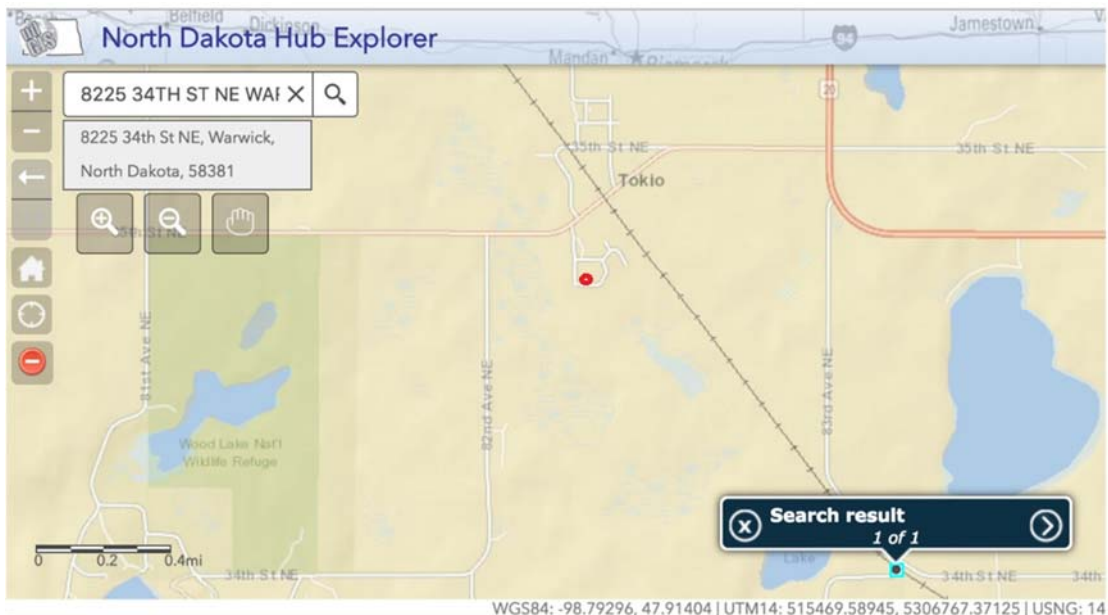 Belfield
Dickinson
Jamestown
North Dakota Hub Explorer
94
Mandan
8225 34TH ST NE WAR
20
8225 34th St NE, Warwick,
North Dakota, 58381
35th St NE
35th St NE
Tokio
81st Ave NE
82nd Ave NE
83rd Ave NE
Wood Lake Nat'l
Wildlife Refuge
Search result
1 of 1
0 0.2 0.4mi
Lake
34th St NE
34th St NE
34th
WGS84: -98.79296, 47.91404 | UTM14: 515469.58945, 5306767.37125 | USNG: 14